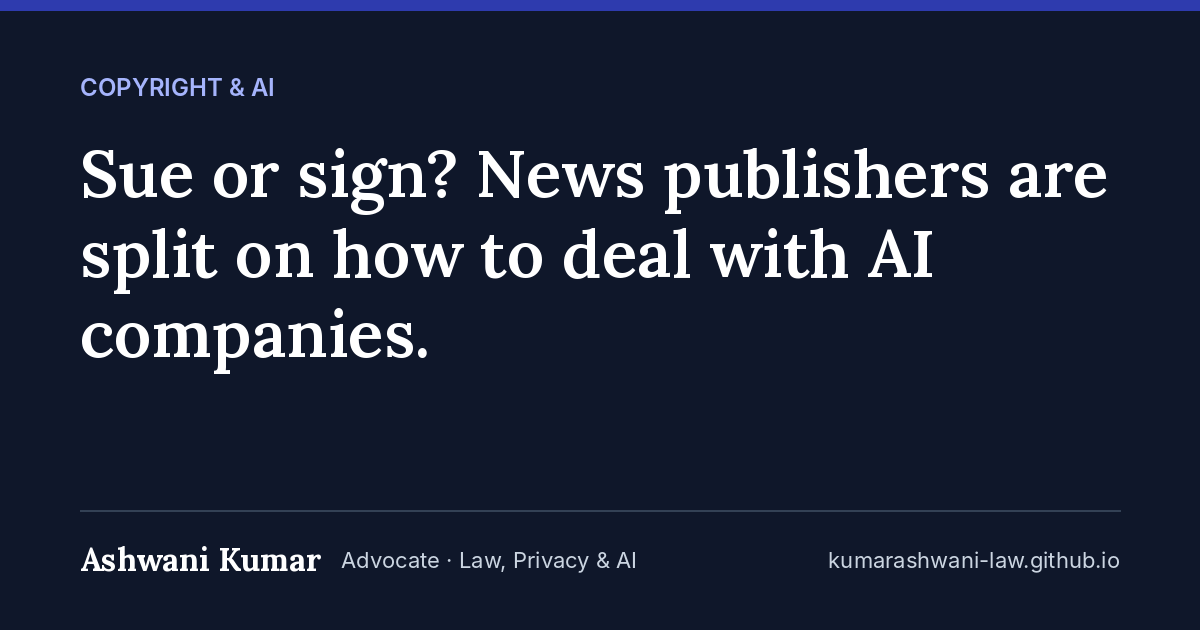 COPYRIGHT & AI
Sue or sign? News publishers are
split on how to deal with AI
companies.
Ashwani Kumar Advocate · Law, Privacy & AI kumarashwani-law.github.io